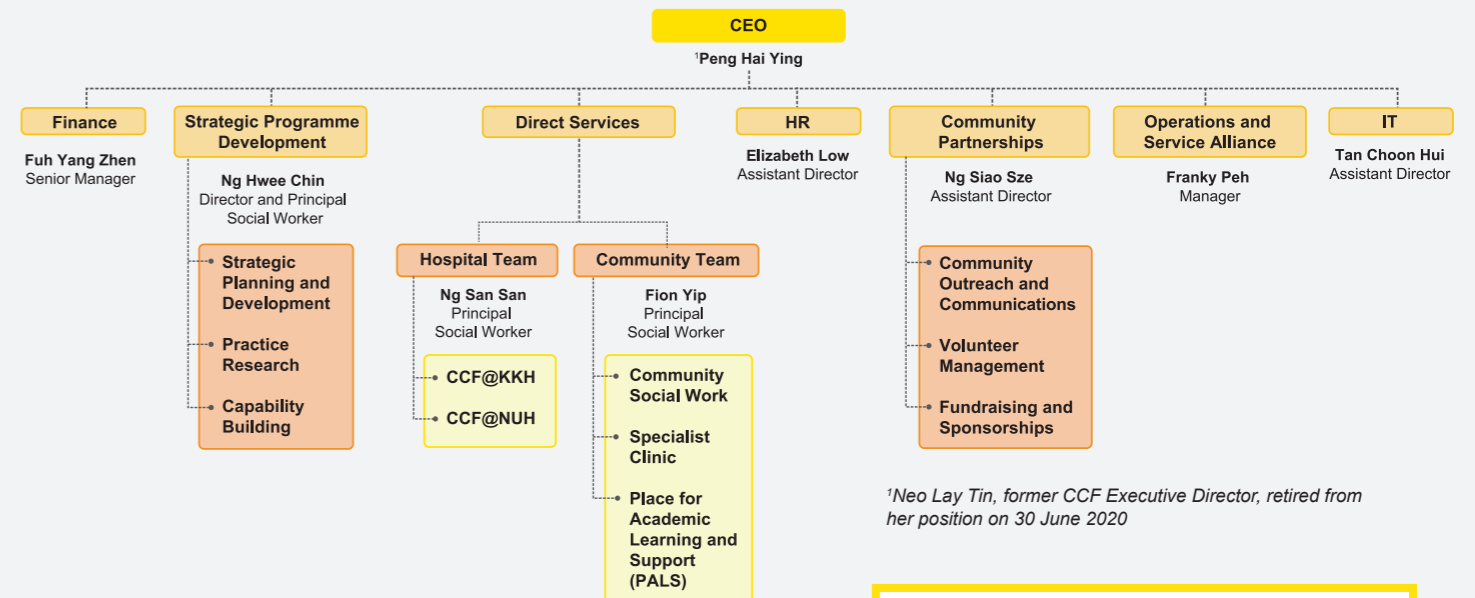 CEO
¹Peng Hai Ying
Finance
Fuh Yang Zhen
Senior Manager
Strategic Programme
Development
Ng Hwee Chin
Director and Principal
Social Worker
• Strategic
Planning and
Development
• Practice
Research
• Capability
Building
Direct Services
Hospital Team
Ng San San
Principal
Social Worker
• CCF@KKH
• CCF@NUH
Community Team
Fion Yip
Principal
Social Worker
• Community
Social Work
• Specialist
Clinic
• Place for
Academic
Learning and
Support
(PALS)
HR
Elizabeth Low
Assistant Director
Community
Partnerships
Ng Siao Sze
Assistant Director
• Community
Outreach and
Communications
• Volunteer
Management
• Fundraising and
Sponsorships
Operations and
Service Alliance
Franky Peh
Manager
IT
Tan Choon Hui
Assistant Director
¹Neo Lay Tin, former CCF Executive Director, retired from
her position on 30 June 2020